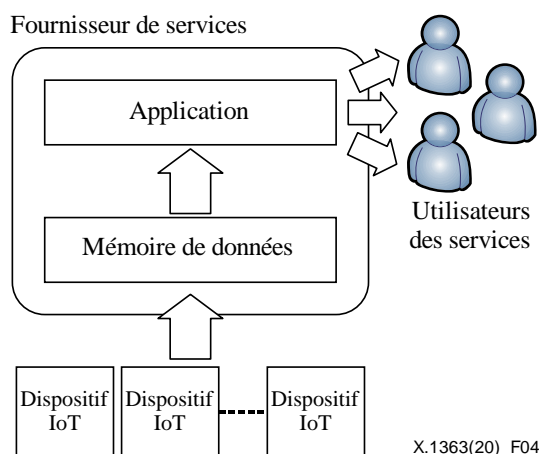 Fournisseur de services
Application
Mémoire de données
Utilisateurs
des services
Dispositif
IoT
Dispositif
IoT
Dispositif
IoT
X.1363(20)_F04